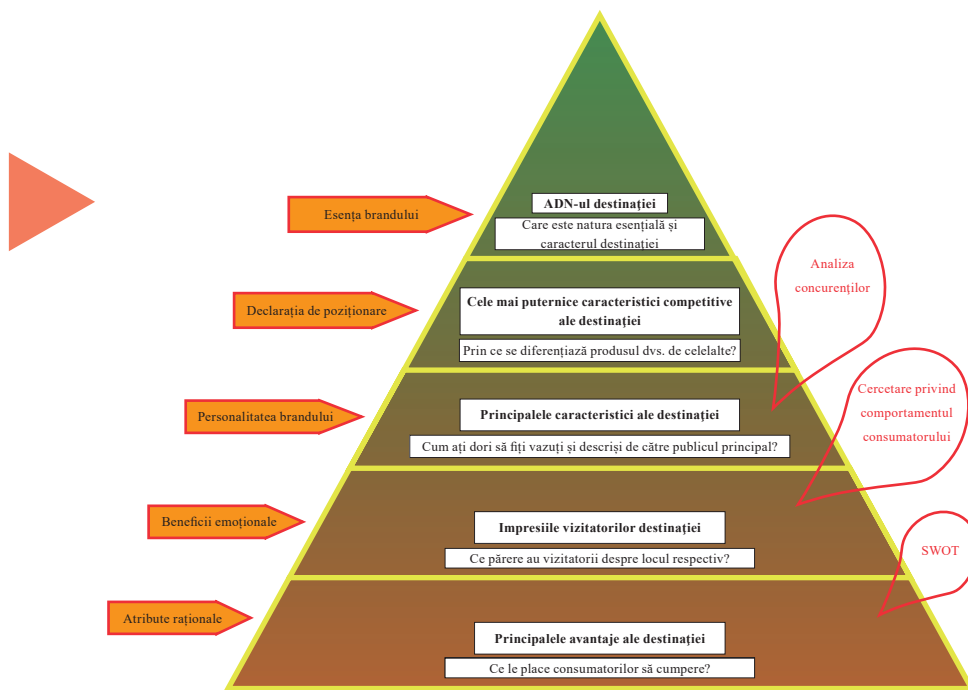 Esența brandului
ADN-ul destinației
Care este natura esențială și
caracterul destinației
Analiza
concurenților
Declarația de poziționare
Cele mai puternice caracteristici competitive
ale destinației
Prin ce se diferențiază produsul dvs. de celelalte?
Cercetare privind
comportamentul
consumatorului
Personalitatea brandului
Principalele caracteristici ale destinației
Cum ați dori să fiți vazuți și descriși de către publicul principal?
Beneficii emoționale
Impresiile vizitatorilor destinației
Ce părere au vizitatorii despre locul respectiv?
SWOT
Atribute raționale
Principalele avantaje ale destinației
Ce le place consumatorilor să cumpere?